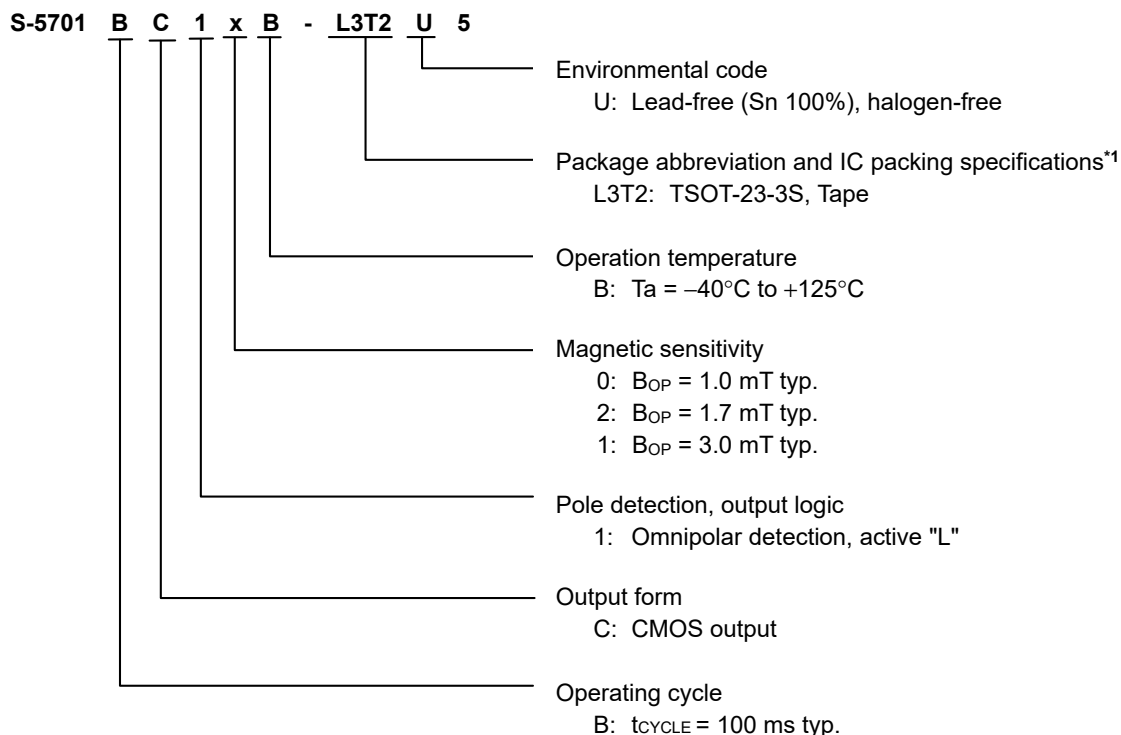 S-5701 B C 1 x B - L3T2 U 5
Environmental code
U: Lead-free (Sn 100%), halogen-free
Package abbreviation and IC packing specifications*1
L3T2: TSOT-23-3S, Tape
Operation temperature
B: Ta = −40°C to +125°C
Magnetic sensitivity
0: BOP = 1.0 mT typ.
2: BOP = 1.7 mT typ.
1: BOP = 3.0 mT typ.
Pole detection, output logic
1: Omnipolar detection, active "L"
Output form
C: CMOS output
Operating cycle
B: tCYCLE = 100 ms typ.